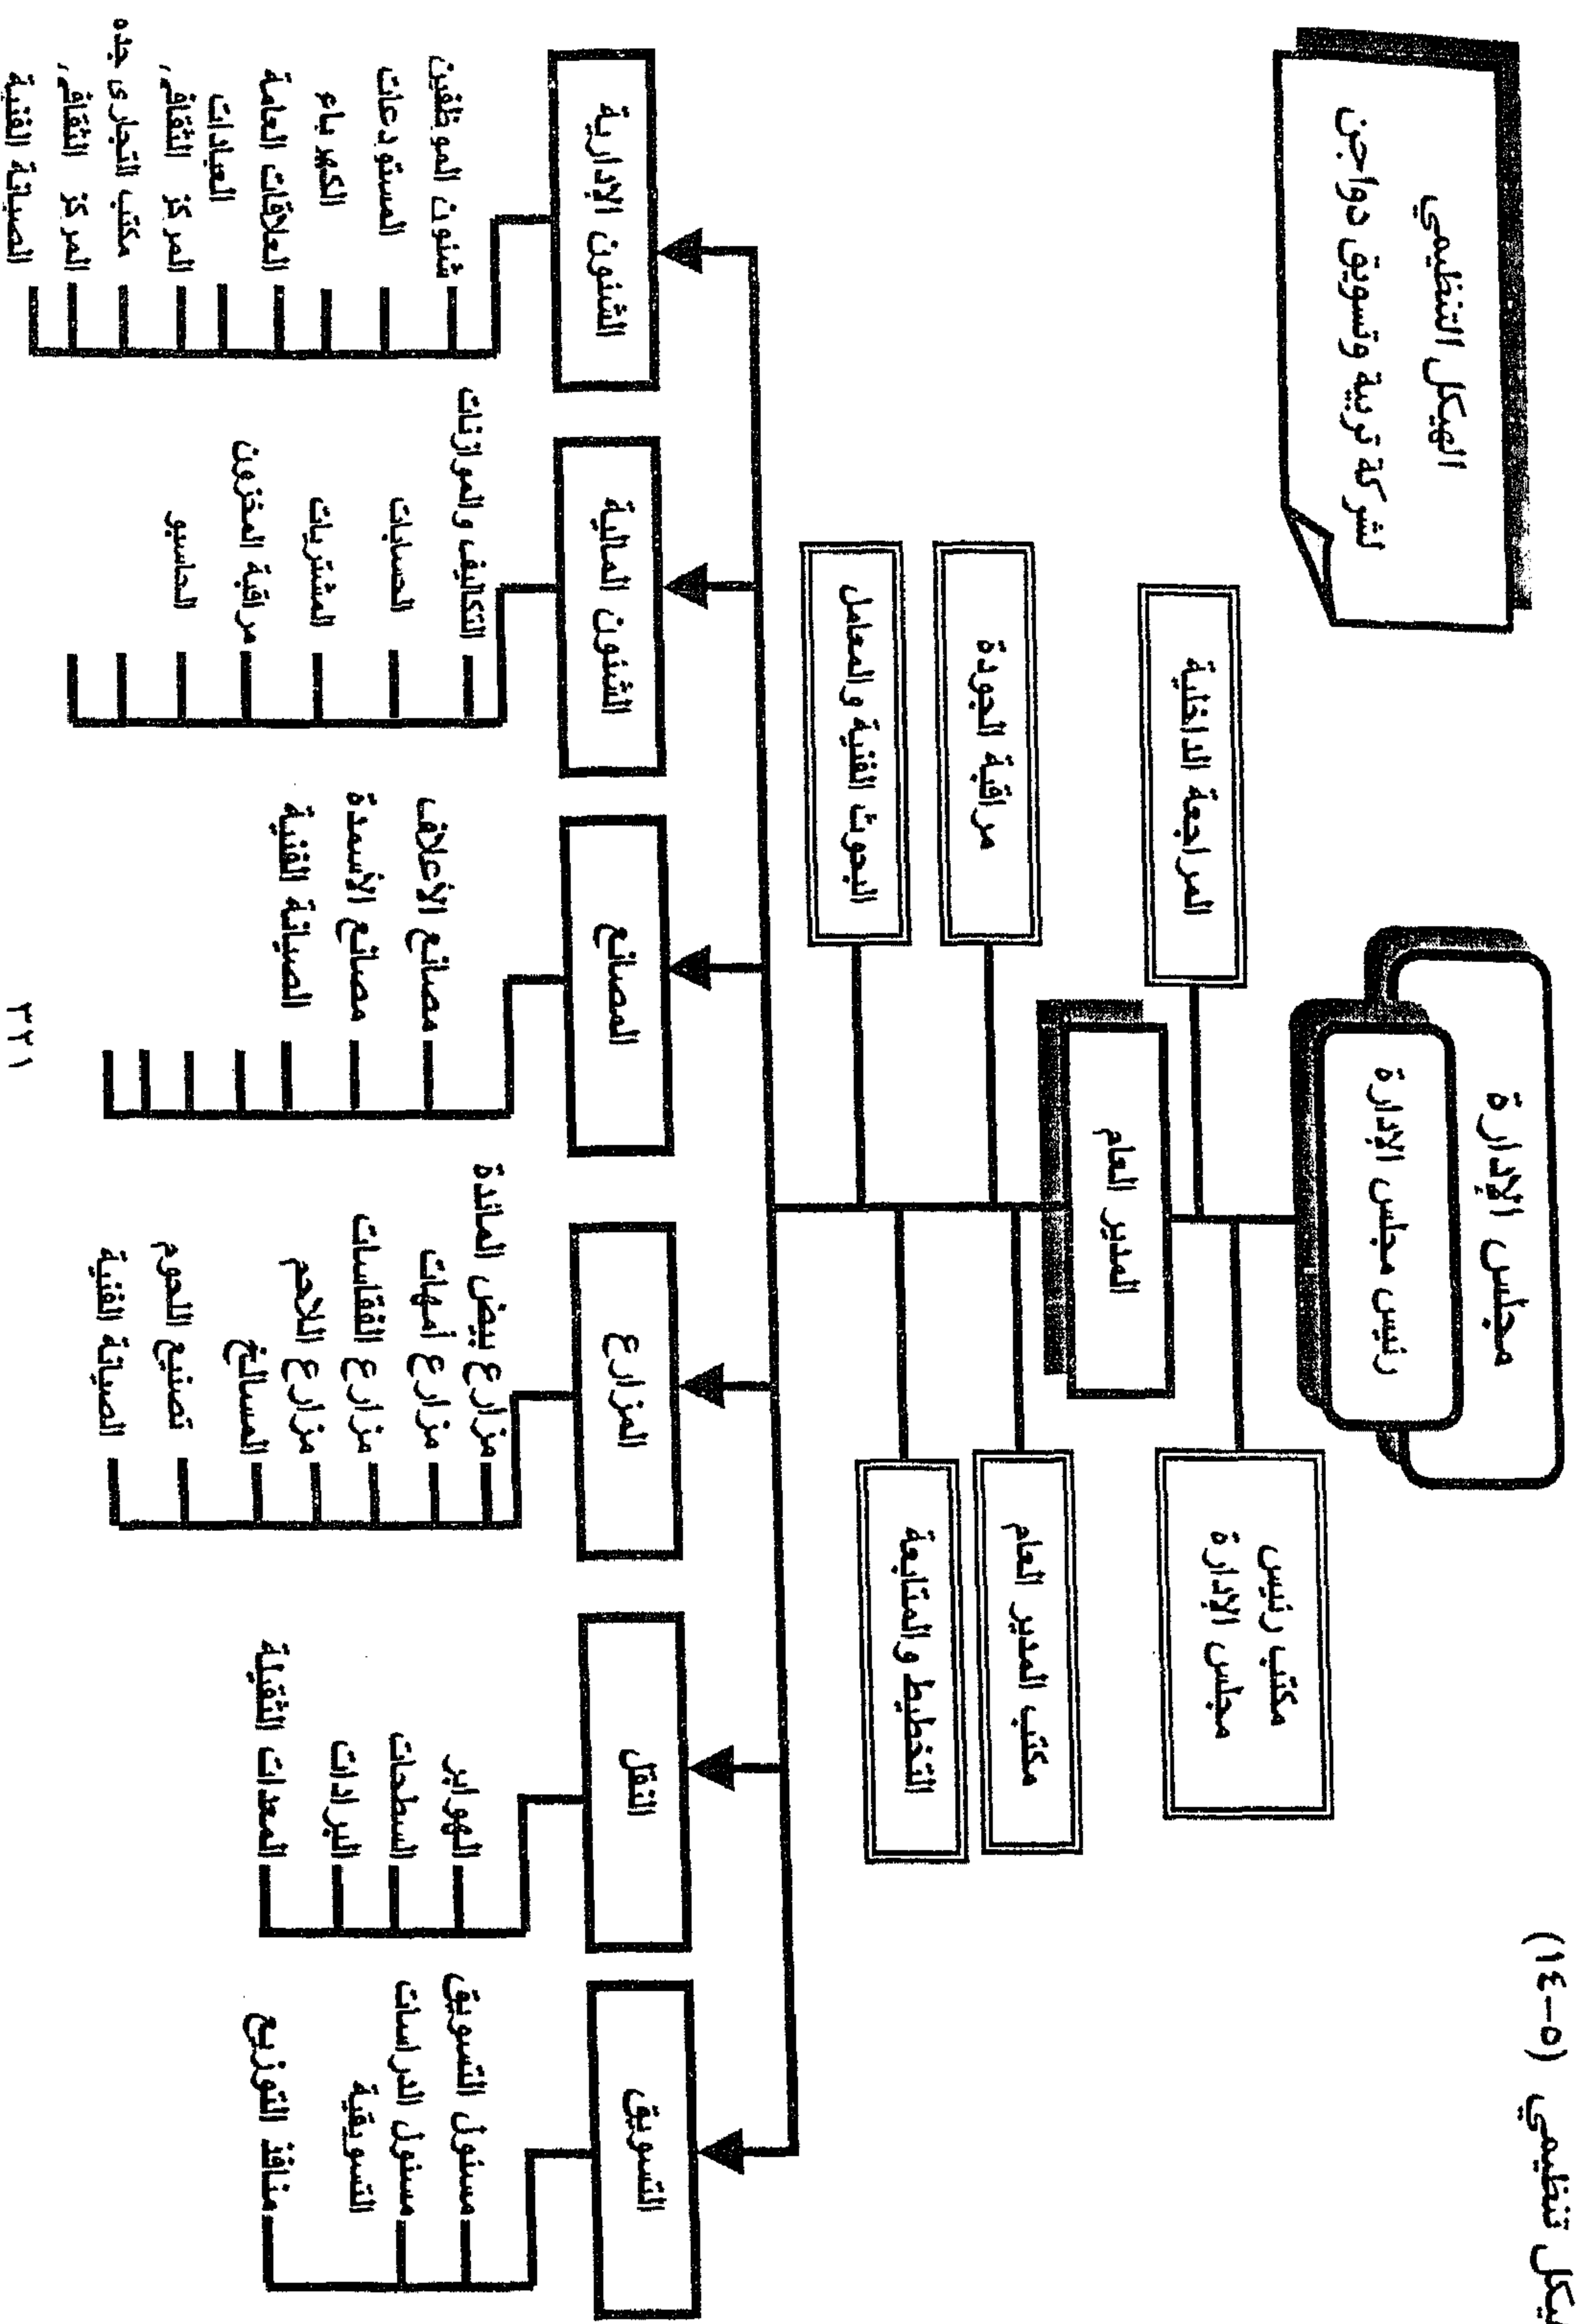 هيكل تنظيمي (٥-١٤)
الهيكل التنظيمي
لشركة تربية وتسويق دواجن
مجلس الإدارة
رئيس مجلس الإدارة
مكتب رئيس
مجلس الإدارة
المراجعة الداخلية
المدير العام
مكتب المدير العام
مراقبة الجودة
التخطيط والمتابعة
البحوث الفنية والمعامل
التسويق
مسئول التسويق
مسئول الدراسات
التسويقية
منافذ التوزيع
النقل
الهواير
السطحات
البرادات
المعدات الثقيلة
المزارع
مزارع بيض المائدة
مزارع أمهات
مزارع الفقاسات
مزارع اللاحم
المسالخ
تصنيع اللحوم
الصيانة الفنية
المصانع
مصانع الأعلاف
مصانع الأسمدة
الصيانة الفنية
الشئون المالية
التكاليف والموازنات
الحسابات
المشتريات
مراقبة المخزون
الحاسبو
الشئون الإدارية
شئون الموظفين
المستودعات
الكهرباء
العلاقات العامة
العيادات
المركز الثقافي
مكتب التجارى جده
المركز الثقافي
الصيانة الفنية
٣٢١